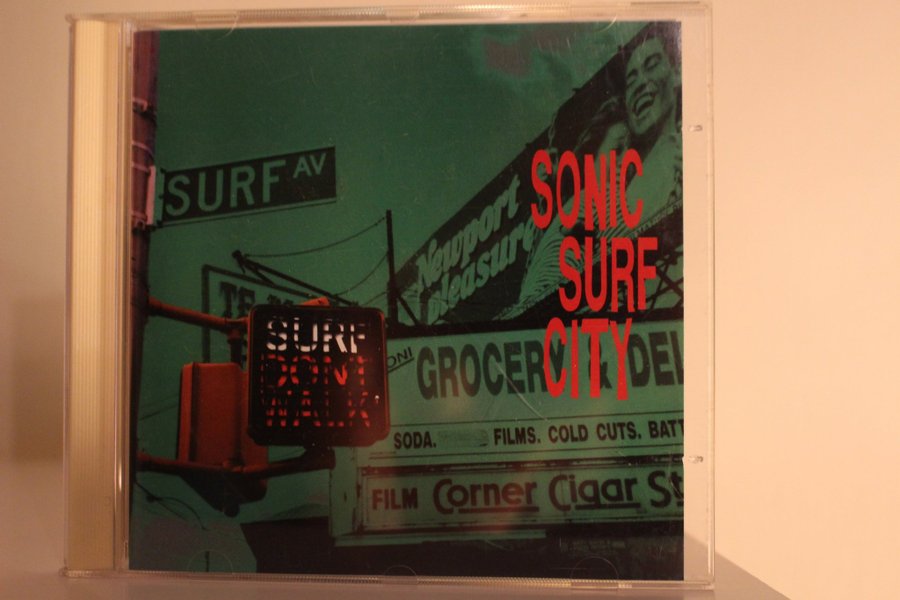 SURF AV
SONIC
SURF
CITY
Newport
pleasure
SURF
DON'T
WALK
GROCERY & DEL
SODA. FILMS. COLD CUTS. BATT
FILM Corner Cigar St